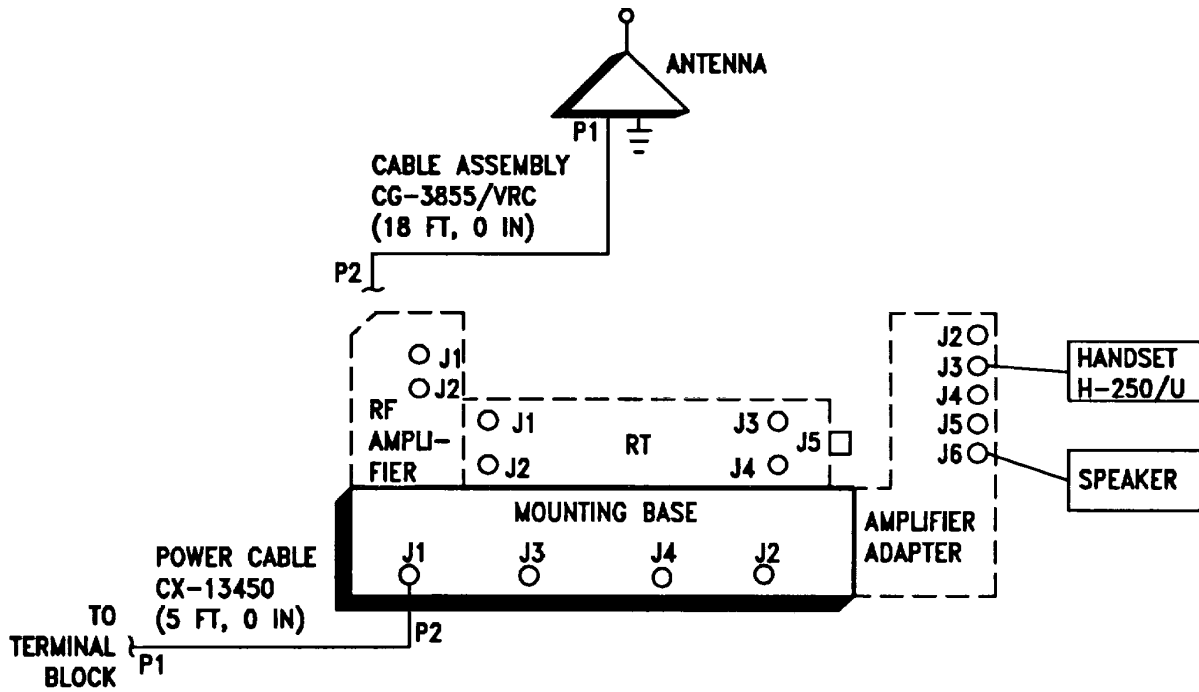 ANTENNA
P1
CABLE ASSEMBLY
CG-3855/VRC
(18 FT, 0 IN)
P2
J1
J2
RF
AMPLI-
FIER
J1
J2
RT
J3
J4
J5
J2
J3
J4
J5
J6
HANDSET
H-250/U
SPEAKER
AMPLIFIER
ADAPTER
MOUNTING BASE
J1
J3
J4
J2
POWER CABLE
CX-13450
(5 FT, 0 IN)
P2
TO
TERMINAL
BLOCK
P1